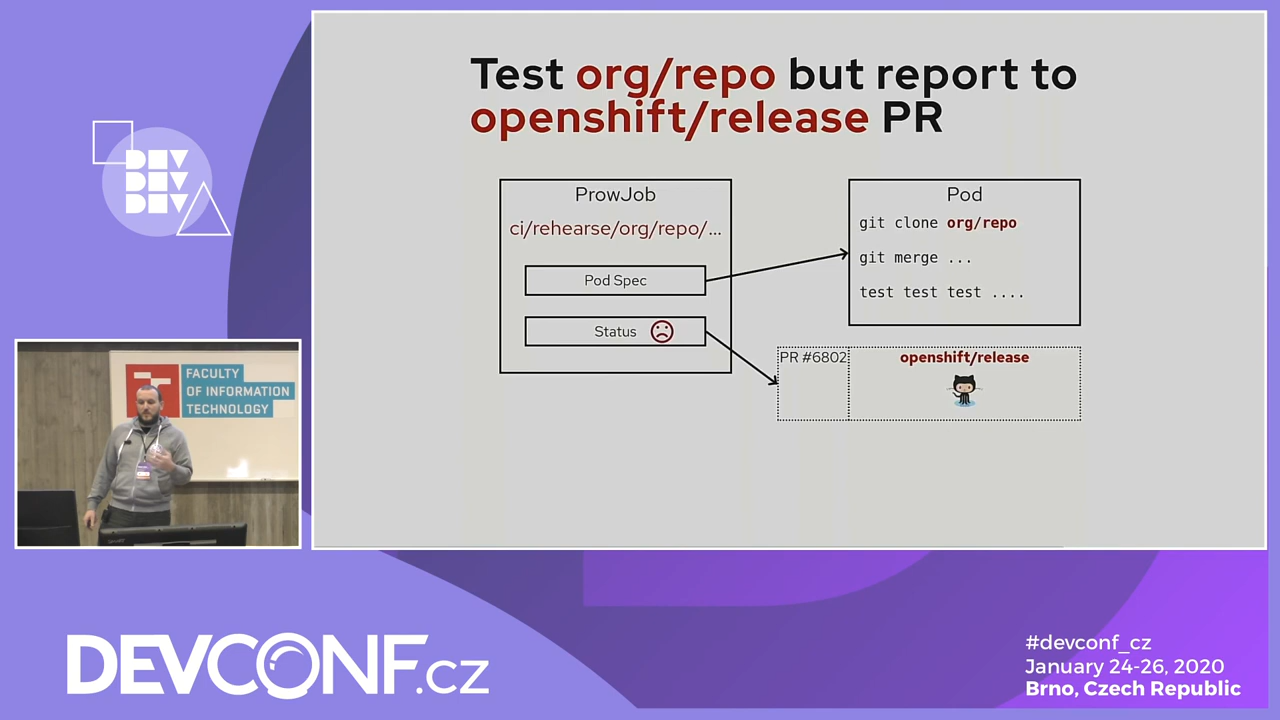 Test org/repo but report to
openshift/release PR
ProwJob
ci/rehearse/org/repo/...
Pod Spec
Status
Pod
git clone org/repo
git merge ...
test test test ....
PR #6802
openshift/release
DEV
DEV
DEV
FACULTY
OF INFORMATION
TECHNOLOGY
DEVCONF.cz
#devconf_cz
January 24-26, 2020
Brno, Czech Republic